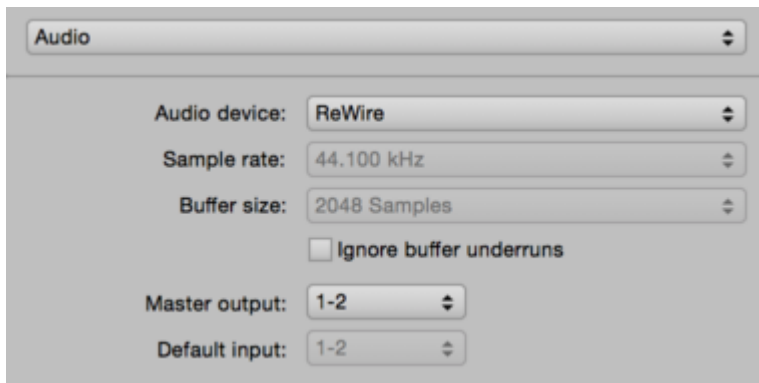 Audio
Audio device: ReWire
Sample rate: 44.100 kHz
Buffer size: 2048 Samples
Ignore buffer underruns
Master output: 1-2
Default input: 1-2